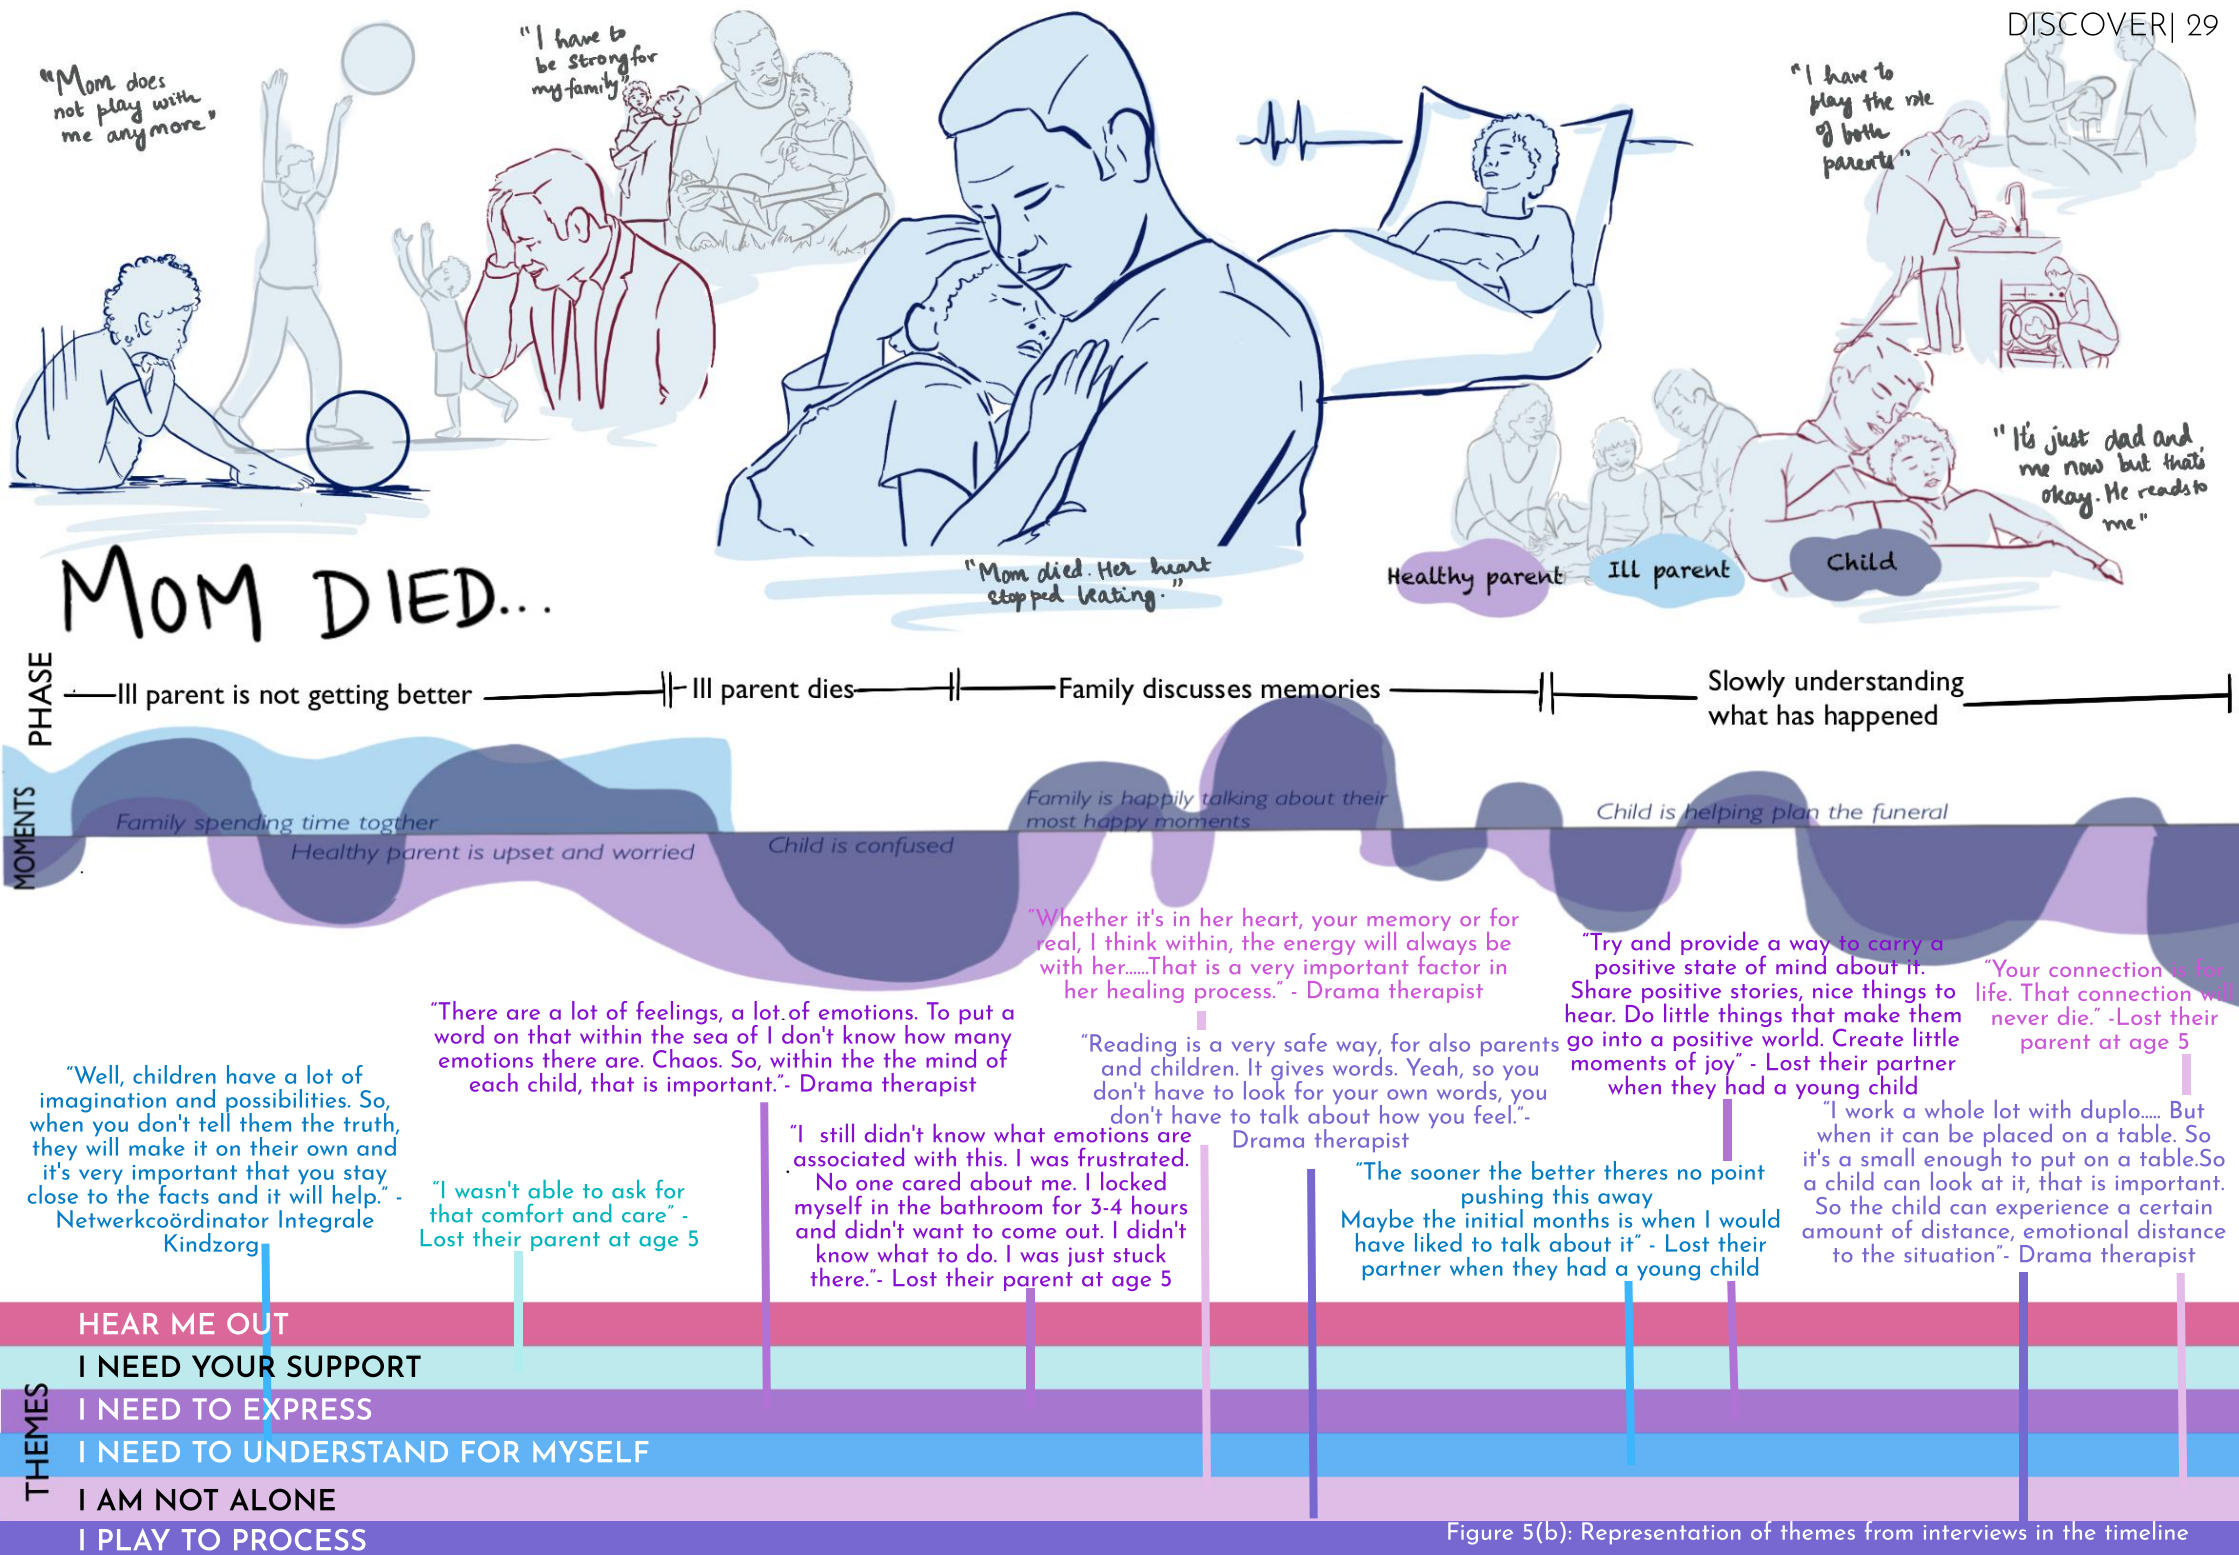 DISCOVER| 29
"Mom does
not play with
me anymore"
"I have to
be strong for
my family"
"I have to
play the role
of both
parents"
"It's just dad and
me now but that's
okay. He reads to
me"
MOM DIED...
"Mom died. Her heart
stopped beating."
Healthy parent
Ill parent
Child
PHASE
Ill parent is not getting better
Ill parent dies
Family discusses memories
Slowly understanding
what has happened
MOMENTS
Family spending time togther
Healthy parent is upset and worried
Child is confused
Family is happily talking about their
most happy moments
Child is helping plan the funeral
"Well, children have a lot of
imagination and possibilities. So,
when you don't tell them the truth,
they will make it on their own and
it's very important that you stay
close to the facts and it will help." -
Netwerkcoördinator Integrale
Kindzorg
"I wasn't able to ask for
that comfort and care" -
Lost their parent at age 5
"There are a lot of feelings, a lot of emotions. To put a
word on that within the sea of I don't know how many
emotions there are. Chaos. So, within the the mind of
each child, that is important."- Drama therapist
"I still didn't know what emotions are
associated with this. I was frustrated.
No one cared about me. I locked
myself in the bathroom for 3-4 hours
and didn't want to come out. I didn't
know what to do. I was just stuck
there."- Lost their parent at age 5
"Whether it's in her heart, your memory or for
real, I think within, the energy will always be
with her......That is a very important factor in
her healing process." - Drama therapist
"Reading is a very safe way, for also parents
and children. It gives words. Yeah, so you
don't have to look for your own words, you
don't have to talk about how you feel."-
Drama therapist
"The sooner the better theres no point
pushing this away
Maybe the initial months is when I would
have liked to talk about it" - Lost their
partner when they had a young child
"Try and provide a way to carry a
positive state of mind about it.
Share positive stories, nice things to
hear. Do little things that make them
go into a positive world. Create little
moments of joy" - Lost their partner
when they had a young child
"Your connection is for
life. That connection will
never die." -Lost their
parent at age 5
"I work a whole lot with duplo..... But
when it can be placed on a table. So
it's a small enough to put on a table.So
a child can look at it, that is important.
So the child can experience a certain
amount of distance, emotional distance
to the situation"- Drama therapist
THEMES
HEAR ME OUT
I NEED YOUR SUPPORT
I NEED TO EXPRESS
I NEED TO UNDERSTAND FOR MYSELF
I AM NOT ALONE
I PLAY TO PROCESS
Figure 5(b): Representation of themes from interviews in the timeline